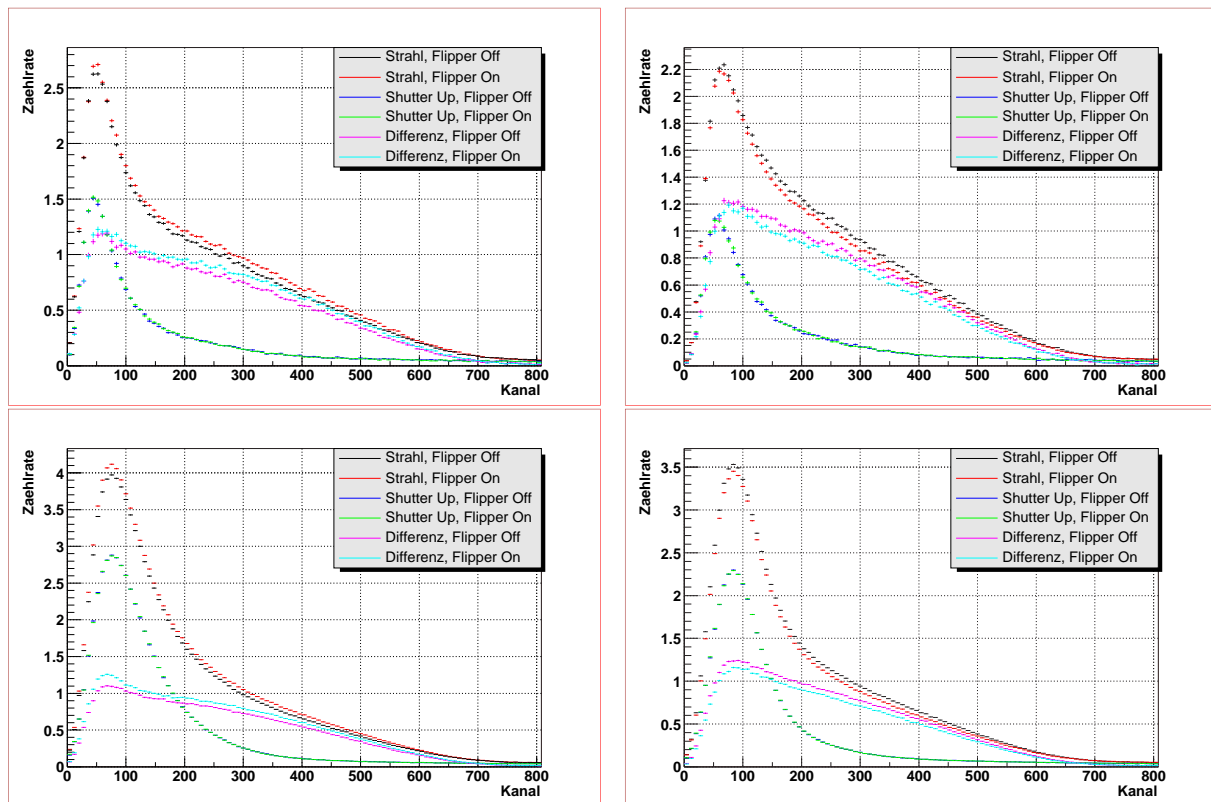 Zaehlrate
2.5
2
1.5
1
0.5
0
0 100 200 300 400 500 600 700 800
Kanal
Strahl, Flipper Off
Strahl, Flipper On
Shutter Up, Flipper Off
Shutter Up, Flipper On
Differenz, Flipper Off
Differenz, Flipper On
Zaehlrate
2.2
2
1.8
1.6
1.4
1.2
1
0.8
0.6
0.4
0.2
0
0 100 200 300 400 500 600 700 800
Kanal
Strahl, Flipper Off
Strahl, Flipper On
Shutter Up, Flipper Off
Shutter Up, Flipper On
Differenz, Flipper Off
Differenz, Flipper On
Zaehlrate
4
3.5
3
2.5
2
1.5
1
0.5
0
0 100 200 300 400 500 600 700 800
Kanal
Strahl, Flipper Off
Strahl, Flipper On
Shutter Up, Flipper Off
Shutter Up, Flipper On
Differenz, Flipper Off
Differenz, Flipper On
Zaehlrate
3.5
3
2.5
2
1.5
1
0.5
0
0 100 200 300 400 500 600 700 800
Kanal
Strahl, Flipper Off
Strahl, Flipper On
Shutter Up, Flipper Off
Shutter Up, Flipper On
Differenz, Flipper Off
Differenz, Flipper On